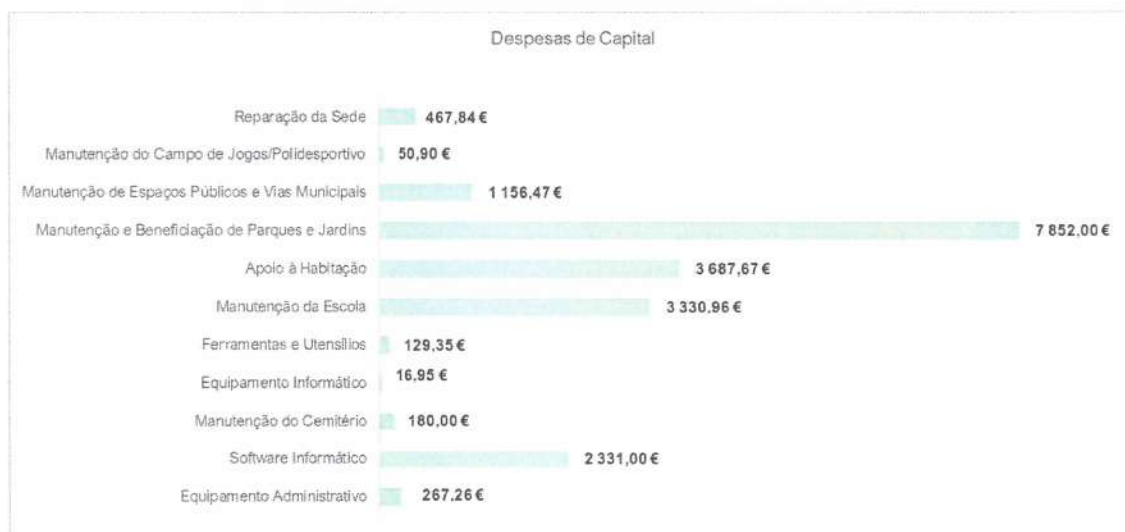 Despesas de Capital
Reparação da Sede 467,84 €
Manutenção do Campo de Jogos/Polidesportivo 50,90 €
Manutenção de Espaços Públicos e Vias Municipais 1 156,47 €
Manutenção e Beneficiação de Parques e Jardins 7 852,00 €
Apoio à Habitação 3 687,67 €
Manutenção da Escola 3 330,96 €
Ferramentas e Utensílios 129,35 €
Equipamento Informático 16,95 €
Manutenção do Cemitério 180,00 €
Software Informático 2 331,00 €
Equipamento Administrativo 267,26 €